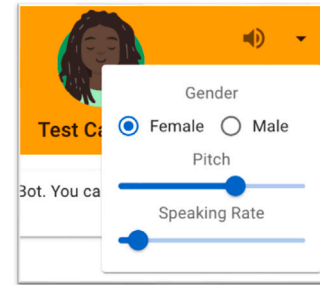 Gender
Female Male
Test Ca
Pitch
Bot. You ca
Speaking Rate